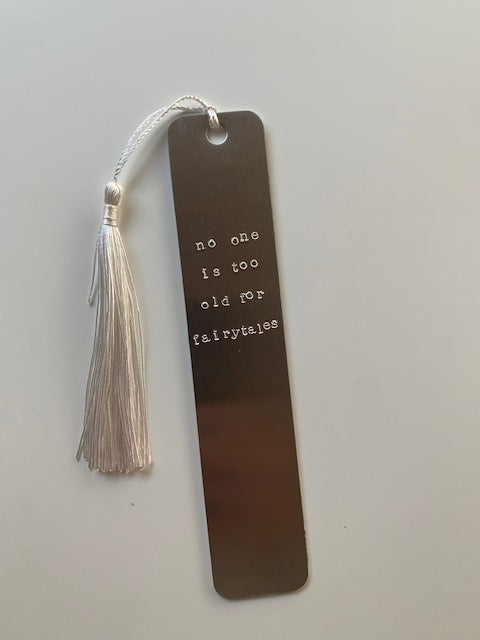 no one
is too
old for
fairytales